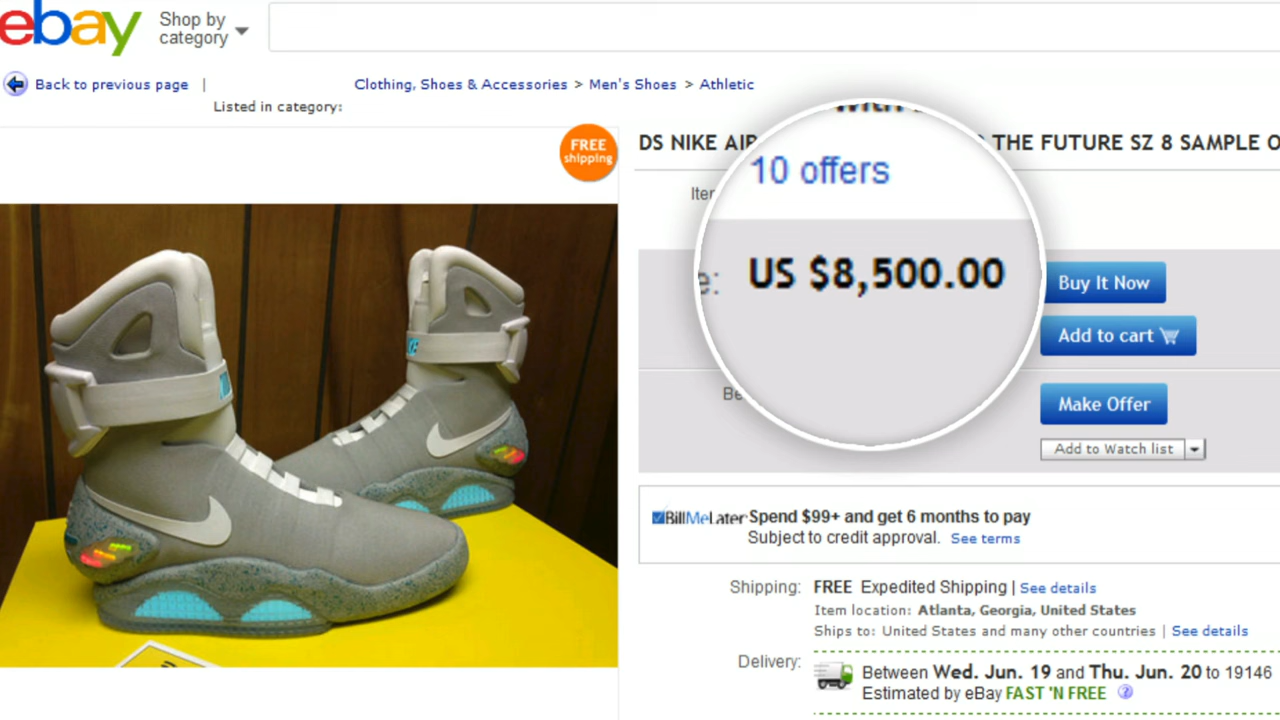 ebay
Shop by
category
Back to previous page |
Clothing, Shoes & Accessories > Men's Shoes > Athletic
Listed in category:
FREE
shipping
DS NIKE AIR THE FUTURE SZ 8 SAMPLE
10 offers
US $8,500.00
Buy It Now
Add to cart
Make Offer
Add to Watch list
BillMeLater Spend $99+ and get 6 months to pay
Subject to credit approval. See terms
Shipping: FREE Expedited Shipping | See details
Item location: Atlanta, Georgia, United States
Ships to: United States and many other countries | See details
Delivery: Between Wed. Jun. 19 and Thu. Jun. 20 to 19146
Estimated by eBay FAST 'N FREE